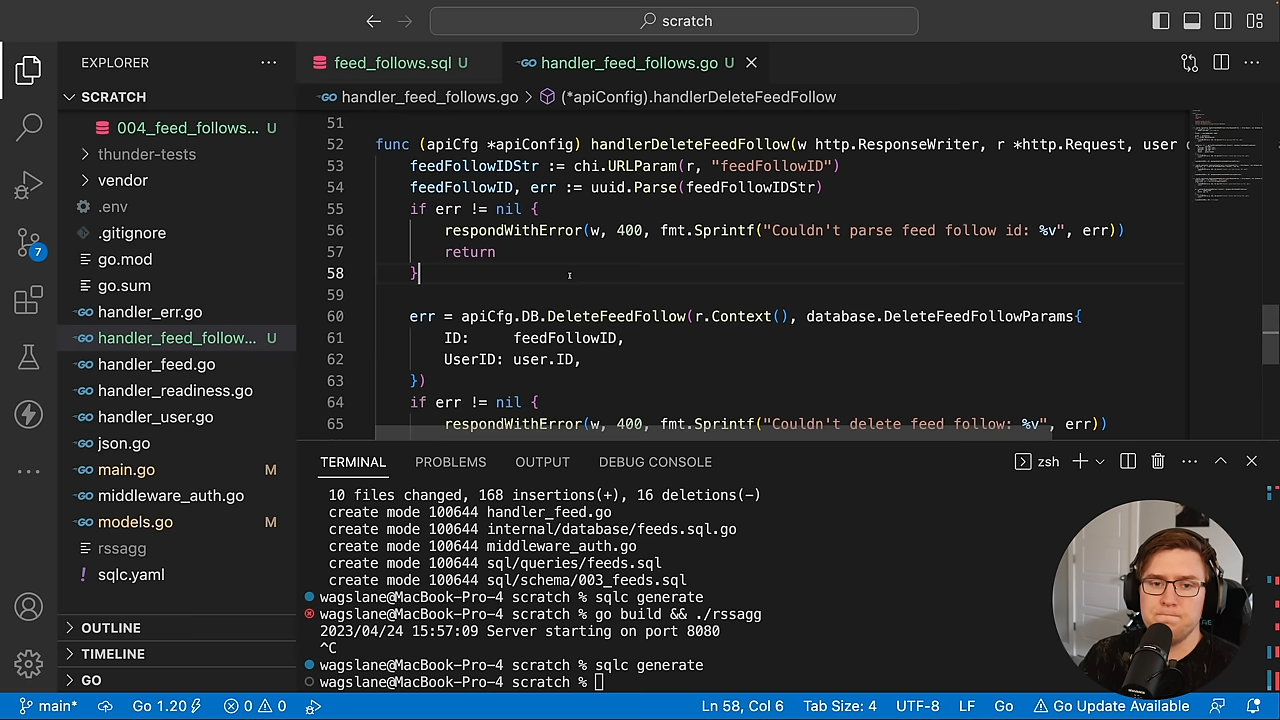 scratch
EXPLORER
SCRATCH
004_feed_follows... U
thunder-tests
vendor
.env
.gitignore
go.mod
go.sum
handler_err.go
handler_feed_follow... U
handler_feed.go
handler_readiness.go
handler_user.go
json.go
main.go M
middleware_auth.go
models.go M
rssagg
sqlc.yaml
OUTLINE
TIMELINE
GO
7
feed_follows.sql U
handler_feed_follows.go U
handler_feed_follows.go > (*apiConfig).handlerDeleteFeedFollow
51
52 func (apiCfg *apiConfig) handlerDeleteFeedFollow(w http.ResponseWriter, r *http.Request, user
53 feedFollowIDStr := chi.URLParam(r, "feedFollowID")
54 feedFollowID, err := uuid.Parse(feedFollowIDStr)
55 if err != nil {
56 respondWithError(w, 400, fmt.Sprintf("Couldn't parse feed follow id: %v", err))
57 return
58 }
59
60 err = apiCfg.DB.DeleteFeedFollow(r.Context(), database.DeleteFeedFollowParams{
61 ID: feedFollowID,
62 UserID: user.ID,
63 })
64 if err != nil {
65 respondWithError(w, 400, fmt.Sprintf("Couldn't delete feed follow: %v", err))
TERMINAL PROBLEMS OUTPUT DEBUG CONSOLE zsh
10 files changed, 168 insertions(+), 16 deletions(-)
create mode 100644 handler_feed.go
create mode 100644 internal/database/feeds.sql.go
create mode 100644 middleware_auth.go
create mode 100644 sql/queries/feeds.sql
create mode 100644 sql/schema/003_feeds.sql
wagslane@MacBook-Pro-4 scratch % sqlc generate
wagslane@MacBook-Pro-4 scratch % go build && ./rssagg
2023/04/24 15:57:09 Server starting on port 8080
^C
wagslane@MacBook-Pro-4 scratch % sqlc generate
wagslane@MacBook-Pro-4 scratch %
main* Go 1.20 0 0 Ln 58, Col 6 Tab Size: 4 UTF-8 LF Go Go Update Available